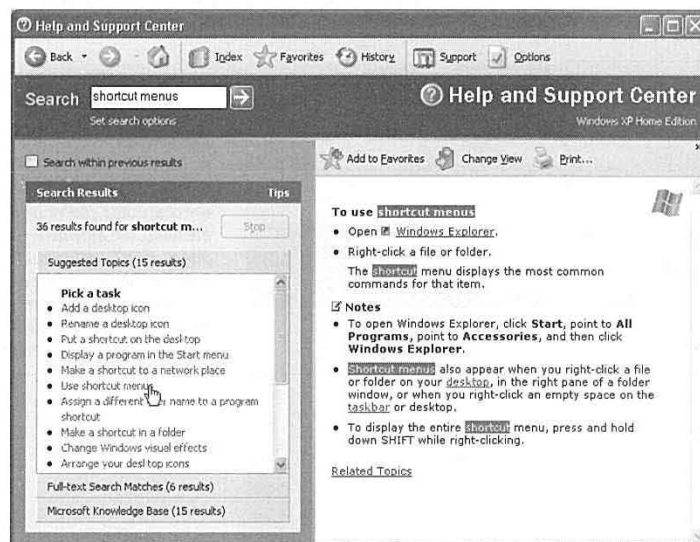 Help and Support Center
Back
Index
Favorites
History
Support
Options
Search
shortcut menus
Set search options
Help and Support Center
Windows XP Home Edition
Search within previous results
Add to Favorites
Change View
Print...
Search Results
Tips
36 results found for shortcut m...
Stop
Suggested Topics (15 results)
Pick a task
• Add a desktop icon
• Rename a desktop icon
• Put a shortcut on the desktop
• Display a program in the Start menu
• Make a shortcut to a network place
• Use shortcut menus
• Assign a different name to a program
shortcut
• Make a shortcut in a folder
• Change Windows visual effects
• Arrange your desktop icons
Full-text Search Matches (6 results)
Microsoft Knowledge Base (15 results)
To use shortcut menus
• Open Windows Explorer.
• Right-click a file or folder.
The shortcut menu displays the most common
commands for that item.
Notes
• To open Windows Explorer, click Start, point to All
Programs, point to Accessories, and then click
Windows Explorer.
• Shortcut menus also appear when you right-click a file
or folder on your desktop, in the right pane of a folder
window, or when you right-click an empty space on the
taskbar or desktop.
• To display the entire shortcut menu, press and hold
down SHIFT while right-clicking.
Related Topics